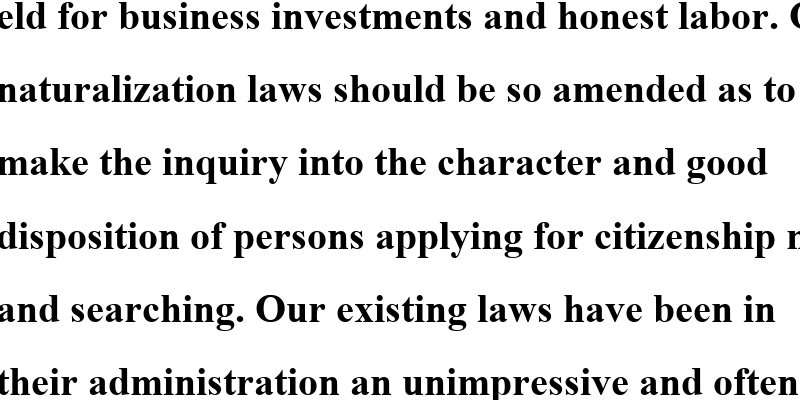 eld for business investments and honest labor.
naturalization laws should be so amended as to
make the inquiry into the character and good
disposition of persons applying for citizenship
and searching. Our existing laws have been in
their administration an unimpressive and often